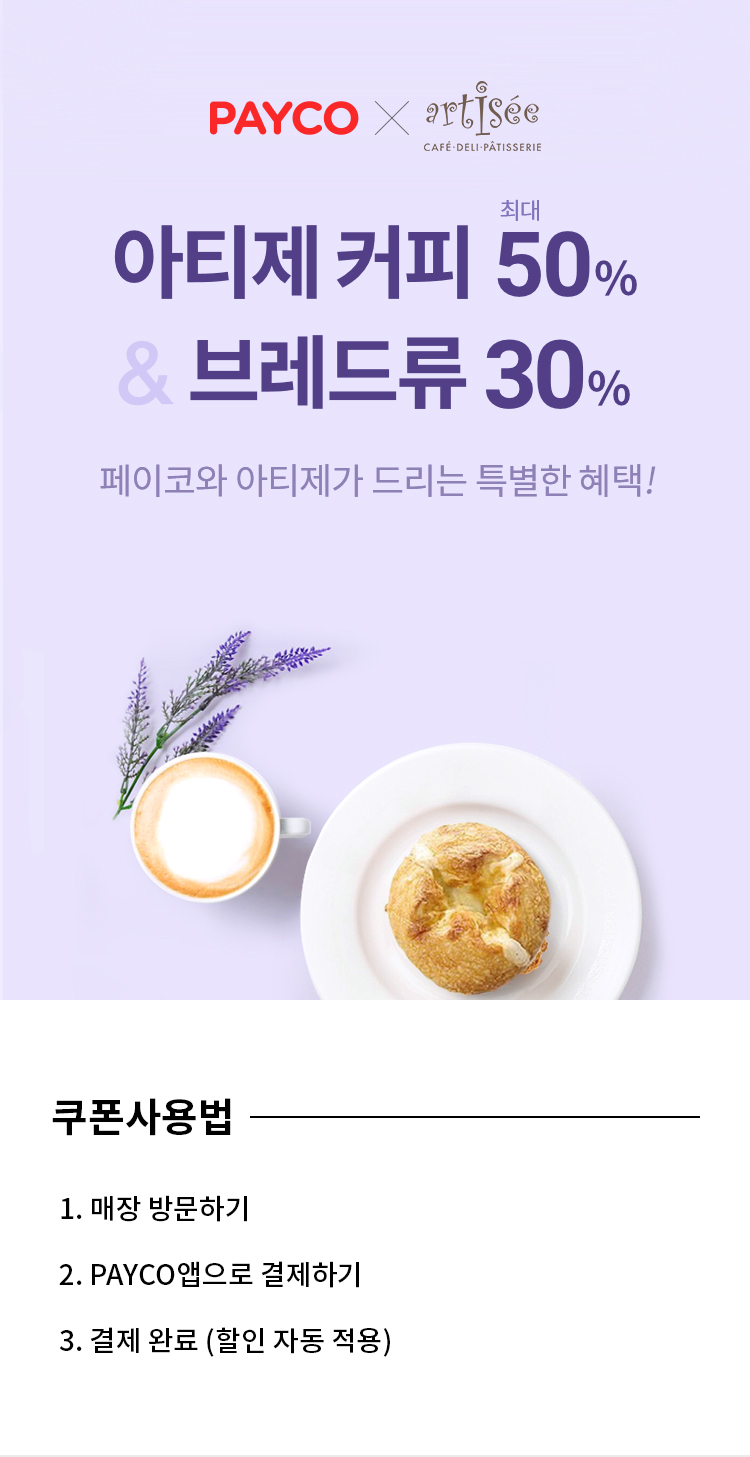 PAYCO × artisée
CAFÉ·DELI·PÂTISSERIE
최대
아티제 커피 50%
& 브레드류 30%
페이코와 아티제가 드리는 특별한 혜택!
쿠폰사용법
1. 매장 방문하기
2. PAYCO앱으로 결제하기
3. 결제 완료 (할인 자동 적용)